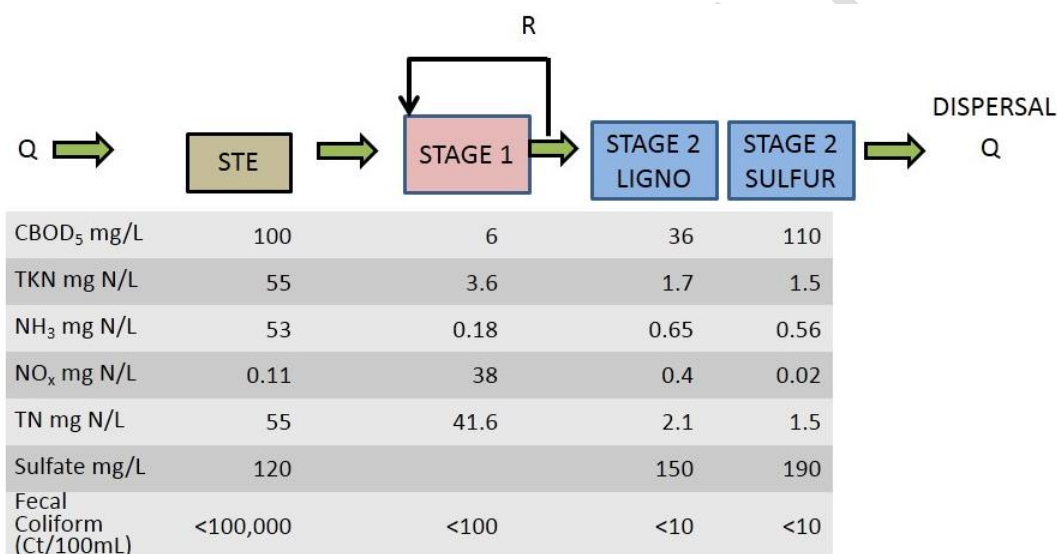 R
DISPERSAL
Q
Q
STE
STAGE 1
STAGE 2
LIGNO
STAGE 2
SULFUR
CBOD₅ mg/L 100 6 36 110
TKN mg N/L 55 3.6 1.7 1.5
NH₃ mg N/L 53 0.18 0.65 0.56
NOₓ mg N/L 0.11 38 0.4 0.02
TN mg N/L 55 41.6 2.1 1.5
Sulfate mg/L 120 150 190
Fecal
Coliform <100,000 <100 <10 <10
(Ct/100mL)